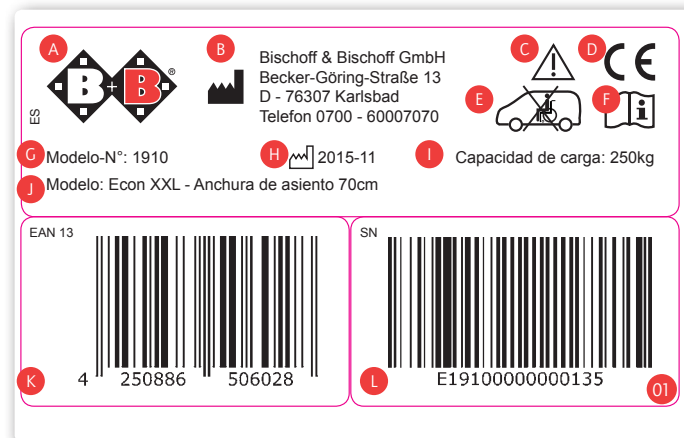 A
B+B®
B
Bischoff & Bischoff GmbH
Becker-Göring-Straße 13
D - 76307 Karlsbad
Telefon 0700 - 60007070
C
D
CE
E
F
i
ES
G Modelo-N°: 1910
H 2015-11
I Capacidad de carga: 250kg
J Modelo: Econ XXL - Anchura de asiento 70cm
EAN 13
K 4 250886 506028
SN
L E19100000000135
01